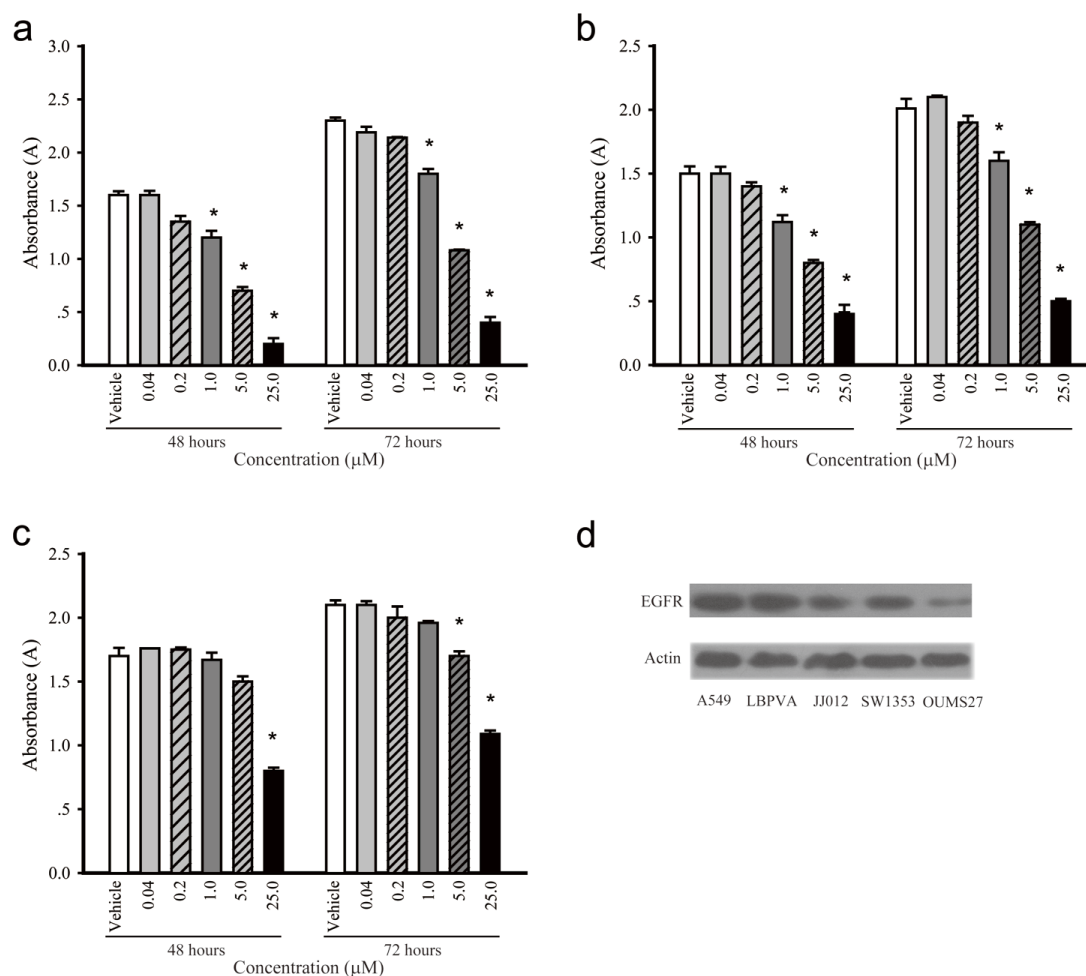 a
3.0
2.5
2.0
1.5
1.0
.5
0.0
Absorbance (A)
* * * * * *
Vehicle 0.04 0.2 1.0 5.0 25.0 Vehicle 0.04 0.2 1.0 5.0 25.0
48 hours 72 hours
Concentration (µM)
b
2.5
2.0
1.5
1.0
.5
0.0
Absorbance (A)
* * * * * *
Vehicle 0.04 0.2 1.0 5.0 25.0 Vehicle 0.04 0.2 1.0 5.0 25.0
48 hours 72 hours
Concentration (µM)
c
2.5
2.0
1.5
1.0
.5
0.0
Absorbance (A)
* * *
Vehicle 0.04 0.2 1.0 5.0 25.0 Vehicle 0.04 0.2 1.0 5.0 25.0
48 hours 72 hours
Concentration (µM)
d
EGFR
Actin
A549 LBPVA JJ012 SW1353 OUMS27